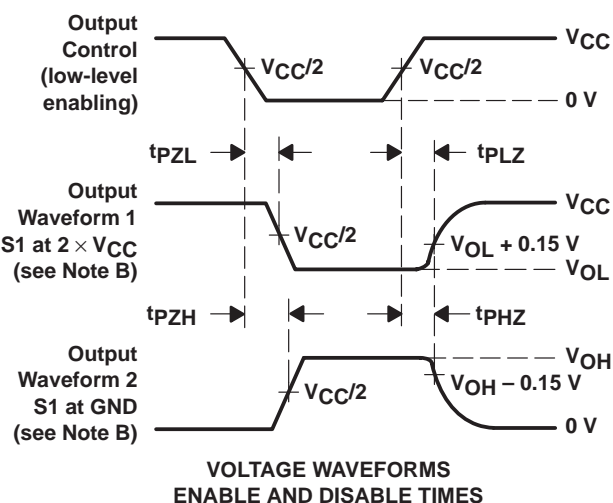 Output
Control
(low-level
enabling)
VCC
VCC/2
VCC/2
0 V
tPZL
tPLZ
Output
Waveform 1
S1 at 2 × VCC
(see Note B)
VCC
VCC/2
VOL + 0.15 V
VOL
tPZH
tPHZ
Output
Waveform 2
S1 at GND
(see Note B)
VOH
VCC/2
VOH – 0.15 V
0 V
VOLTAGE WAVEFORMS
ENABLE AND DISABLE TIMES